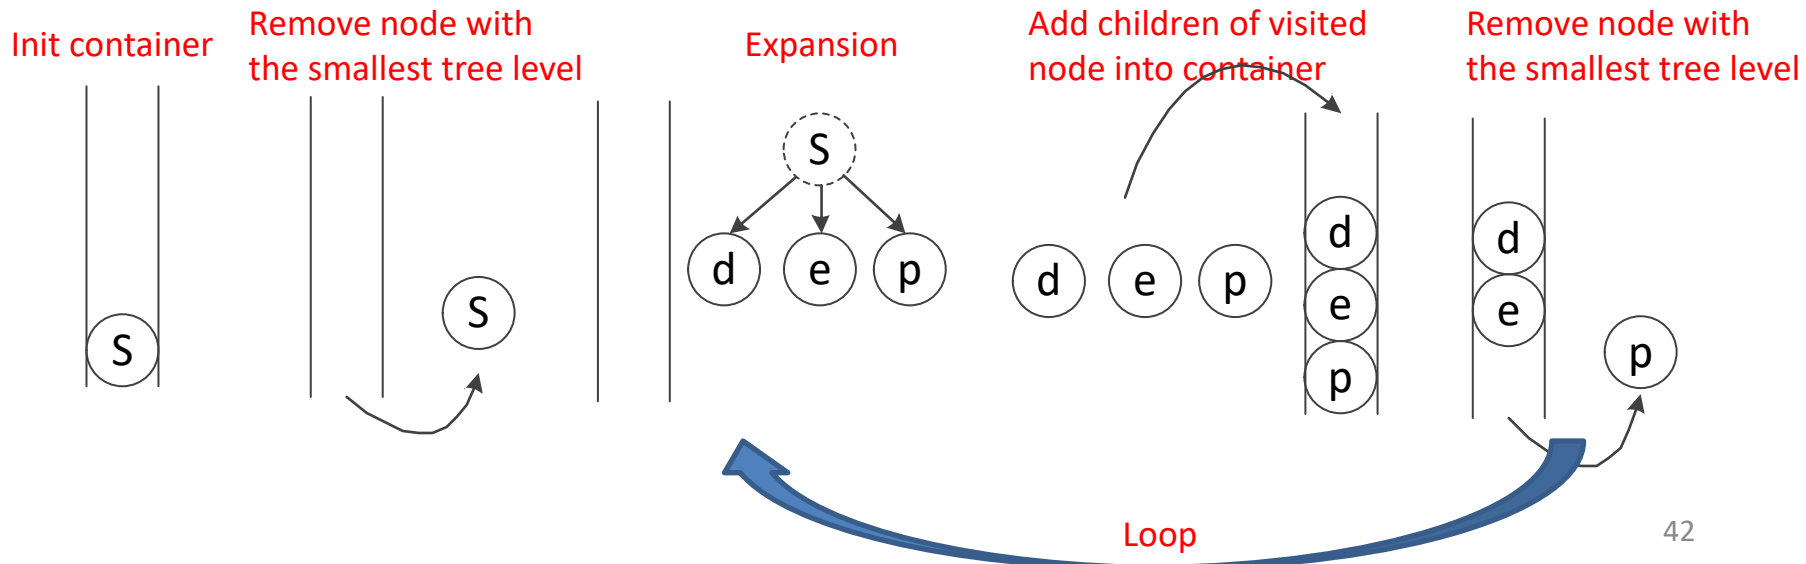 Init container
Remove node with
the smallest tree level
Expansion
Add children of visited
node into container
Remove node with
the smallest tree level
S
S
S
d e p
d e p
d
e
p
d
e
p
Loop
42